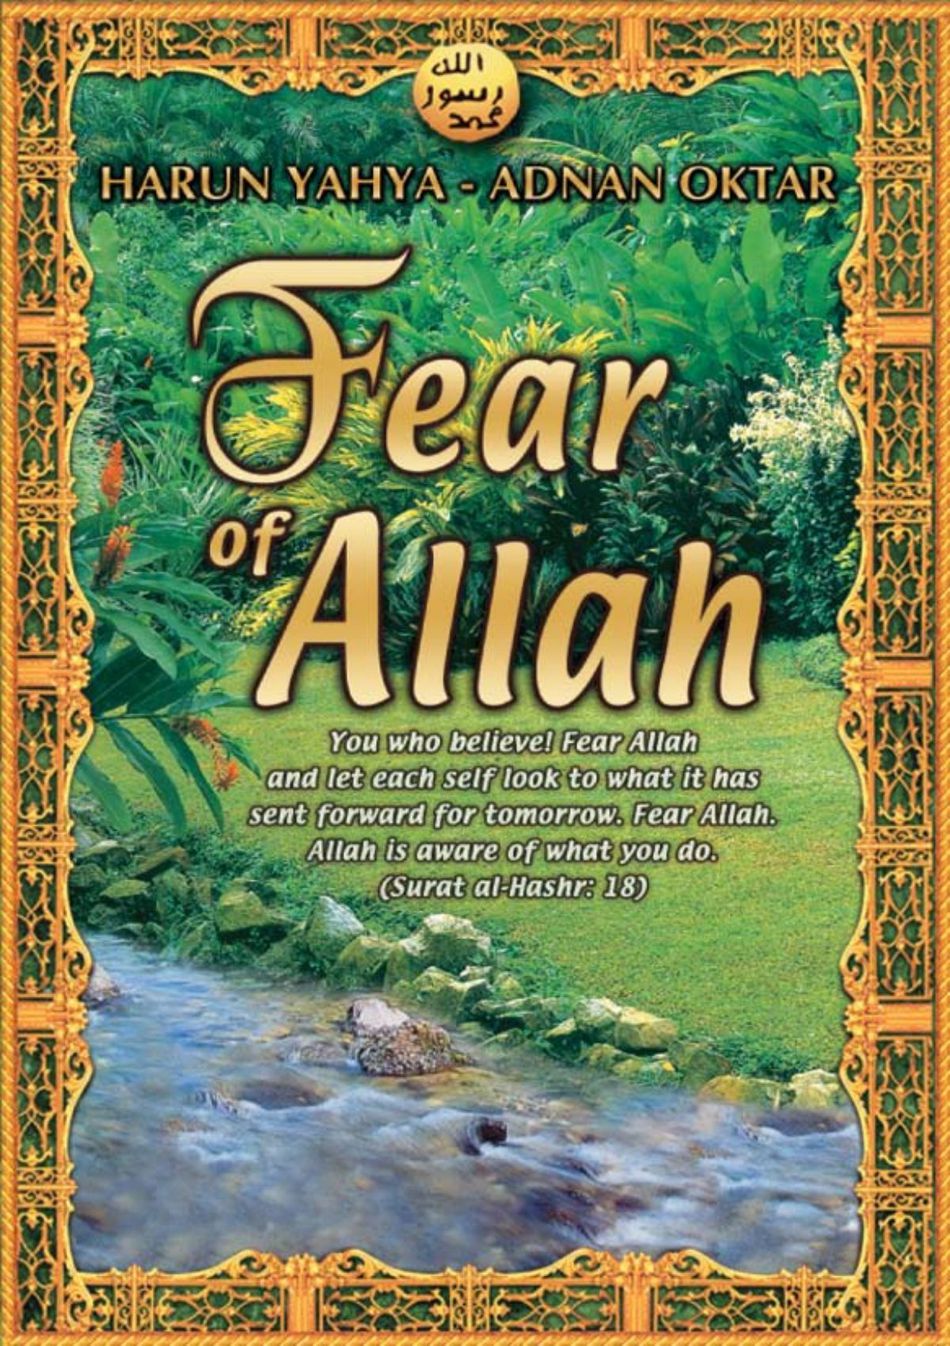 الله
رسول
محمد
HARUN YAHYA - ADNAN OKTAR
Fear
of Allah
You who believe! Fear Allah
and let each self look to what it has
sent forward for tomorrow. Fear Allah.
Allah is aware of what you do.
(Surat al-Hashr: 18)